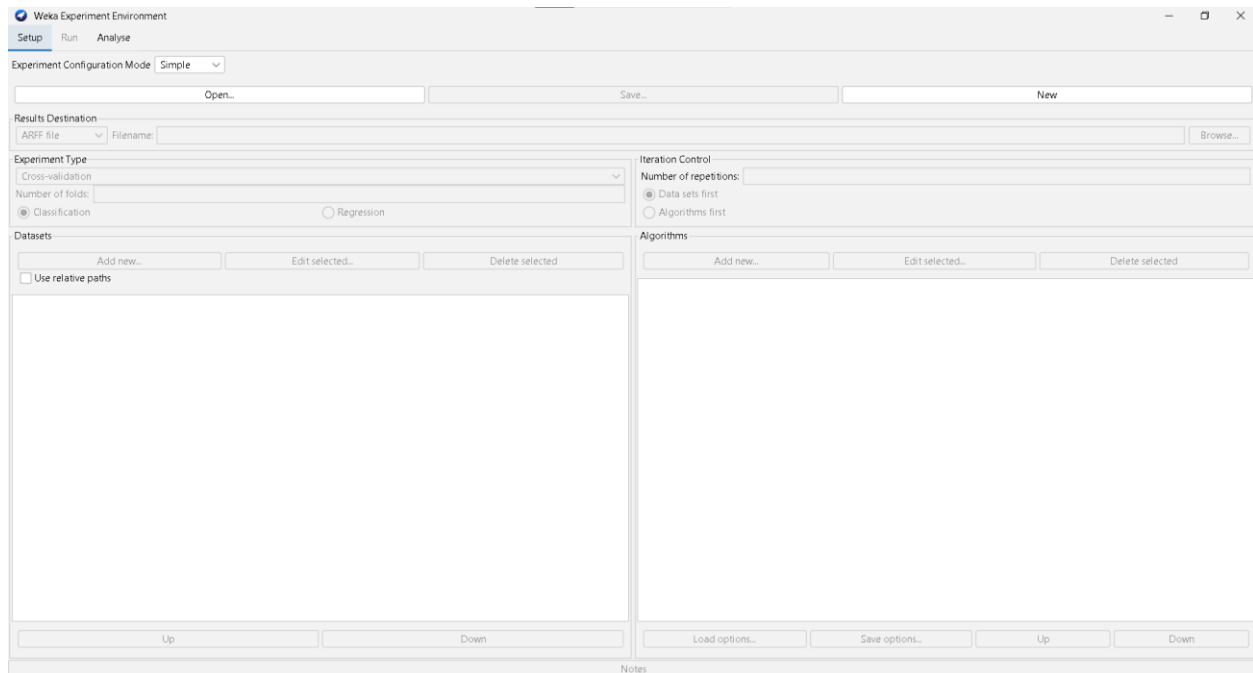 Weka Experiment Environment
Setup Run Analyse
Experiment Configuration Mode Simple
Open... Save... New
Results Destination
ARFF file Filename: Browse...
Experiment Type Iteration Control
Cross-validation Number of repetitions:
Number of folds: Data sets first
Classification Regression Algorithms first
Datasets Algorithms
Add new... Edit selected... Delete selected Add new... Edit selected... Delete selected
Use relative paths
Up Down Load options... Save options... Up Down
Notes